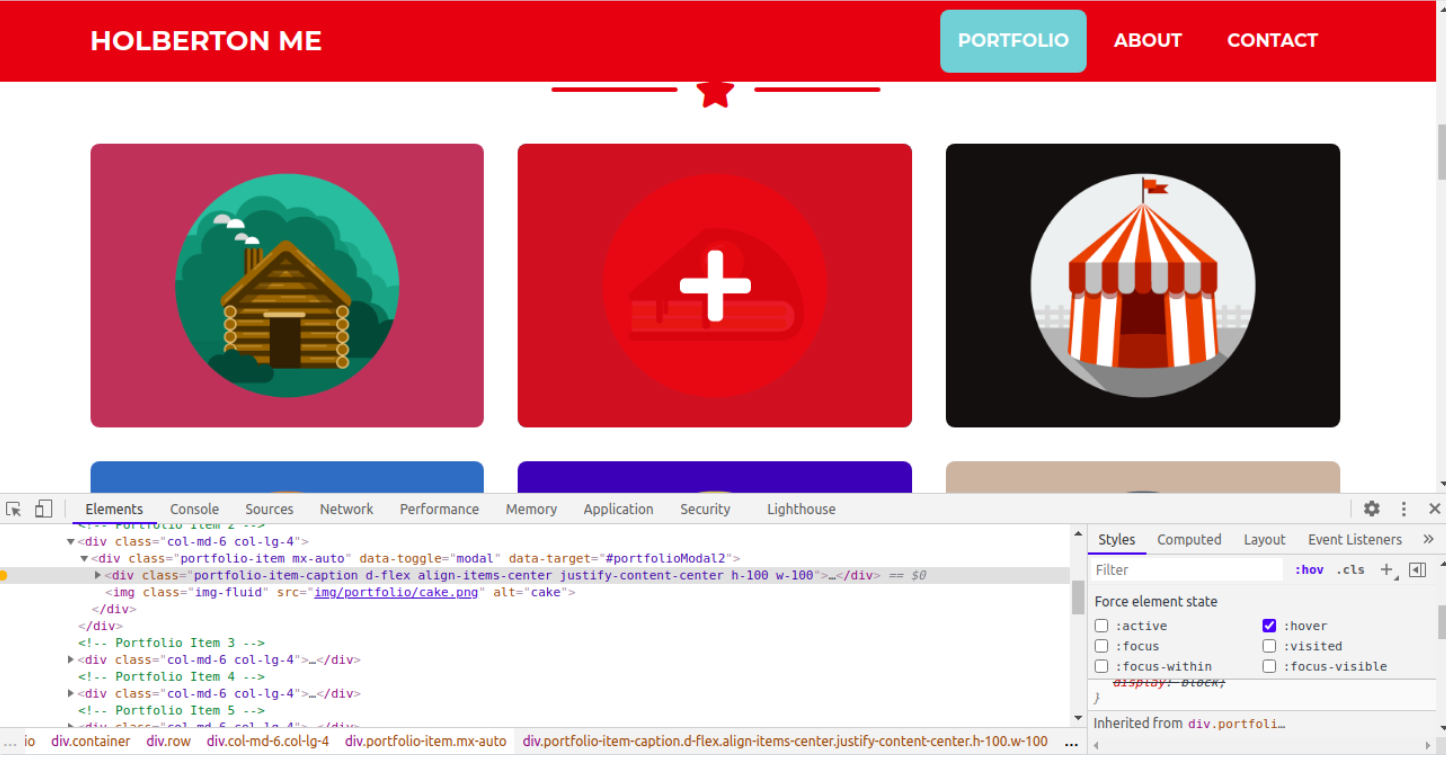 HOLBERTON ME PORTFOLIO ABOUT CONTACT
Elements Console Sources Network Performance Memory Application Security Lighthouse
<!-- Portfolio Item 2 -->
▼<div class="col-md-6 col-lg-4">
▼<div class="portfolio-item mx-auto" data-toggle="modal" data-target="#portfolioModal2">
▶<div class="portfolio-item-caption d-flex align-items-center justify-content-center h-100 w-100">…</div> == $0
<img class="img-fluid" src="img/portfolio/cake.png" alt="cake">
</div>
</div>
<!-- Portfolio Item 3 -->
▶<div class="col-md-6 col-lg-4">…</div>
<!-- Portfolio Item 4 -->
▶<div class="col-md-6 col-lg-4">…</div>
<!-- Portfolio Item 5 -->
▶<div class="col-md-6 col-lg-4">…</div>
... io div.container div.row div.col-md-6.col-lg-4 div.portfolio-item.mx-auto div.portfolio-item-caption.d-flex.align-items-center.justify-content-center.h-100.w-100 ...
Styles Computed Layout Event Listeners »
Filter :hov .cls +
Force element state
:active :hover
:focus :visited
:focus-within :focus-visible
display: block;
}
Inherited from div.portfoli…